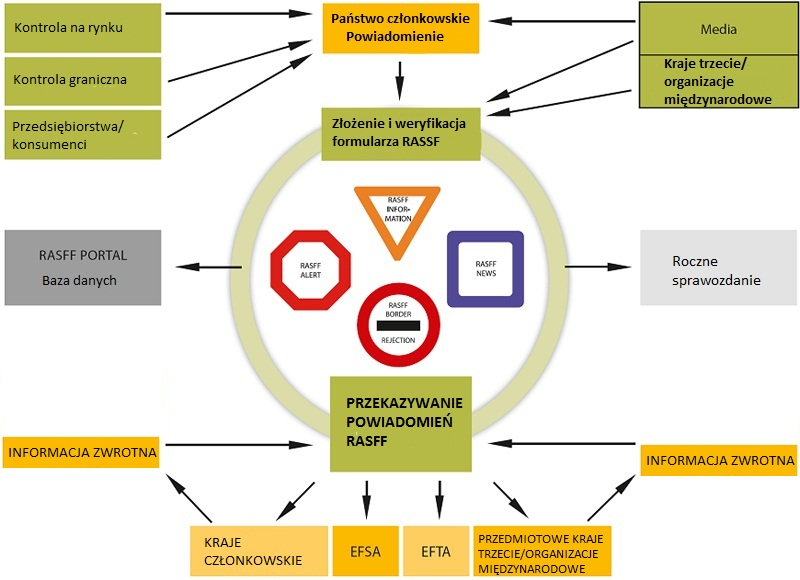 Kontrola na rynku
Kontrola graniczna
Przedsiębiorstwa/
konsumenci
Państwo członkowskie
Powiadomienie
Media
Kraje trzecie/
organizacje
międzynarodowe
Złożenie i weryfikacja
formularza RASSF
RASFF
INFOR-
MATION
RASFF
ALERT
RASFF
NEWS
RASFF
BORDER
REJECTION
RASFF PORTAL
Baza danych
Roczne
sprawozdanie
PRZEKAZYWANIE
POWIADOMIEŃ
RASFF
INFORMACJA ZWROTNA
INFORMACJA ZWROTNA
KRAJE
CZŁONKOWSKIE
EFSA
EFTA
PRZEDMIOTOWE KRAJE
TRZECIE/ORGANIZACJE
MIĘDZYNARODOWE